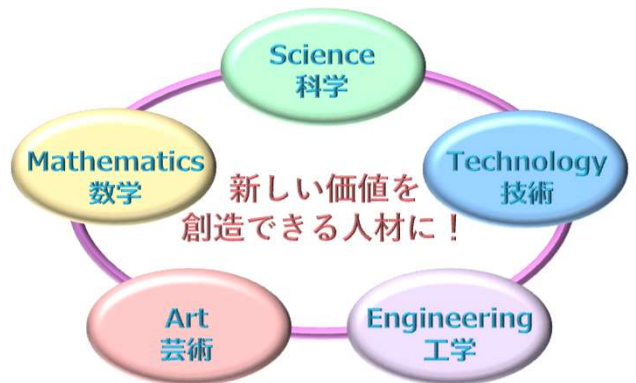 Science
科学
Mathematics
数学
Technology
技術
新しい価値を
創造できる人材に！
Art
芸術
Engineering
工学